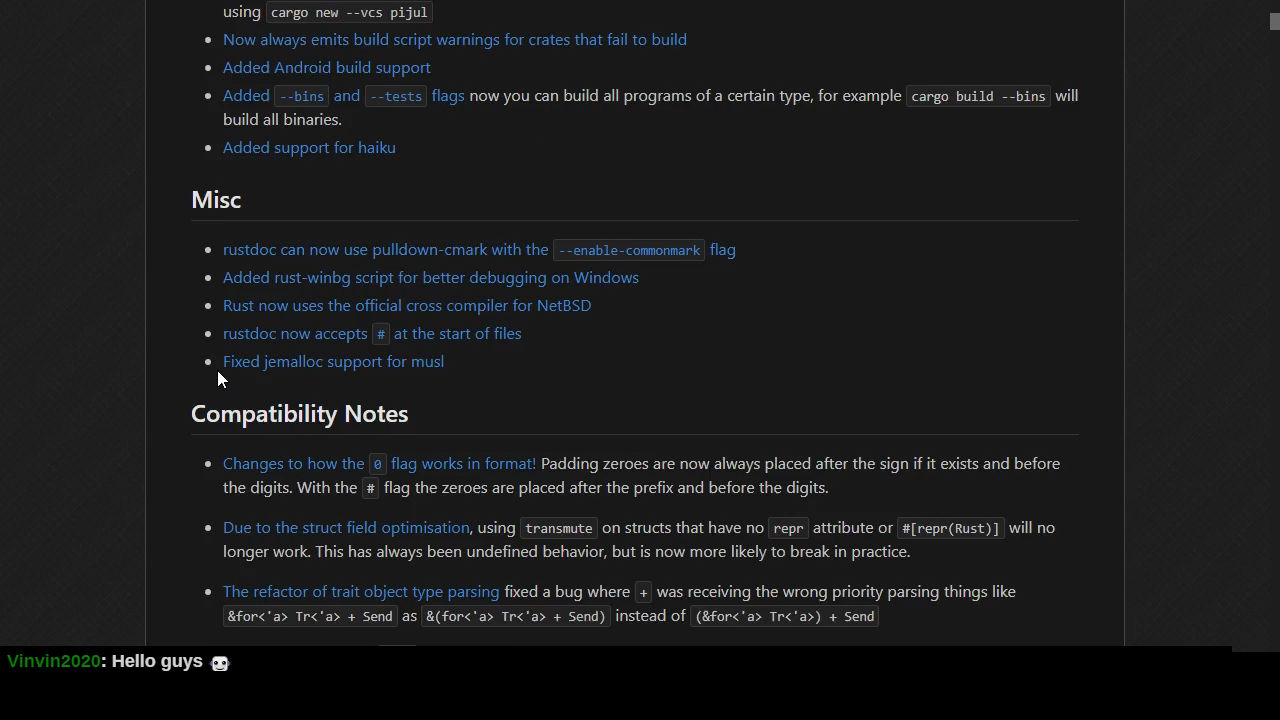 using cargo new --vcs pijul
Now always emits build script warnings for crates that fail to build
Added Android build support
Added --bins and --tests flags now you can build all programs of a certain type, for example cargo build --bins will
build all binaries.
Added support for haiku
Misc
rustdoc can now use pulldown-cmark with the --enable-commonmark flag
Added rust-winbg script for better debugging on Windows
Rust now uses the official cross compiler for NetBSD
rustdoc now accepts # at the start of files
Fixed jemalloc support for musl
Compatibility Notes
Changes to how the 0 flag works in format! Padding zeroes are now always placed after the sign if it exists and before
the digits. With the # flag the zeroes are placed after the prefix and before the digits.
Due to the struct field optimisation, using transmute on structs that have no repr attribute or #[repr(Rust)] will no
longer work. This has always been undefined behavior, but is now more likely to break in practice.
The refactor of trait object type parsing fixed a bug where + was receiving the wrong priority parsing things like
&for<'a> Tr<'a> + Send as &(for<'a> Tr<'a> + Send) instead of (&for<'a> Tr<'a>) + Send
Vinvin2020: Hello guys